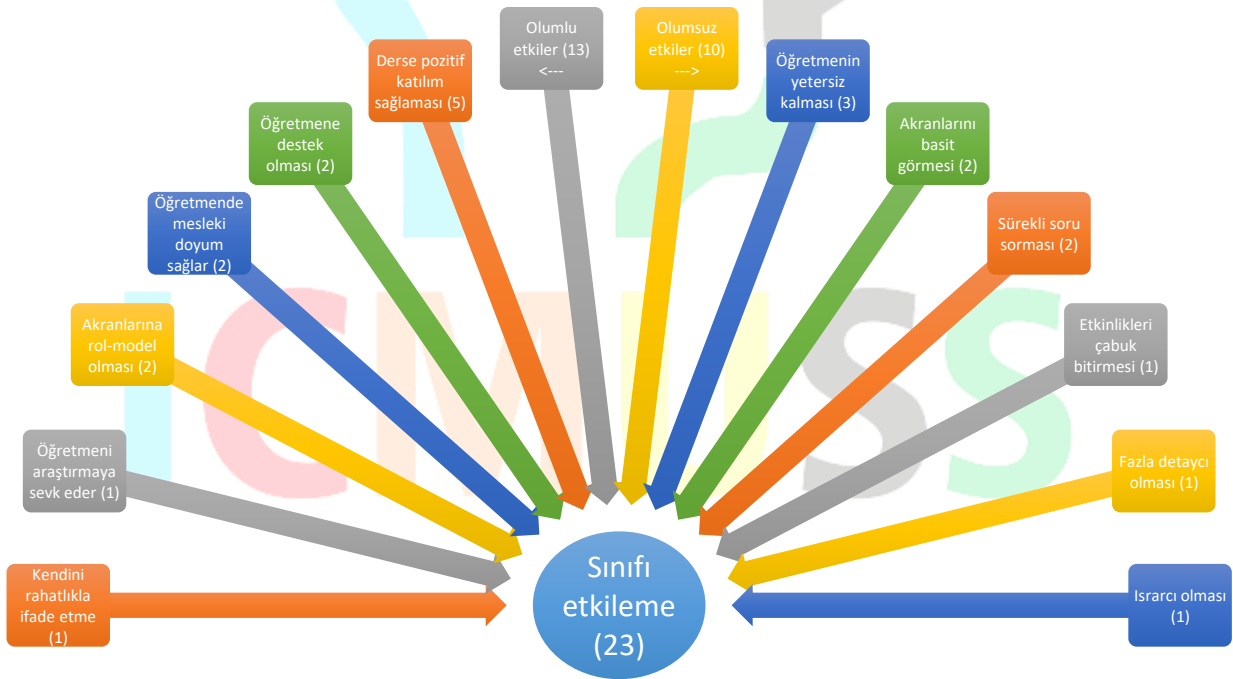 Olumlu
etkiler (13)
<---
Olumsuz
etkiler (10)
--->
Derse pozitif
katılım
sağlaması (5)
Öğretmenin
yetersiz
kalması (3)
Öğretmene
destek
olması (2)
Akranlarını
basit
görmesi (2)
Öğretmende
mesleki
doyum
sağlar (2)
Sürekli soru
sorması (2)
Akranlarına
rol-model
olması (2)
Etkinlikleri
çabuk
bitirmesi (1)
Öğretmeni
araştırmaya
sevk eder (1)
Fazla detaycı
olması (1)
Kendini
rahatlıkla
ifade etme
(1)
Israrcı olması
(1)
Sınıfı
etkileme
(23)
ICMUSS